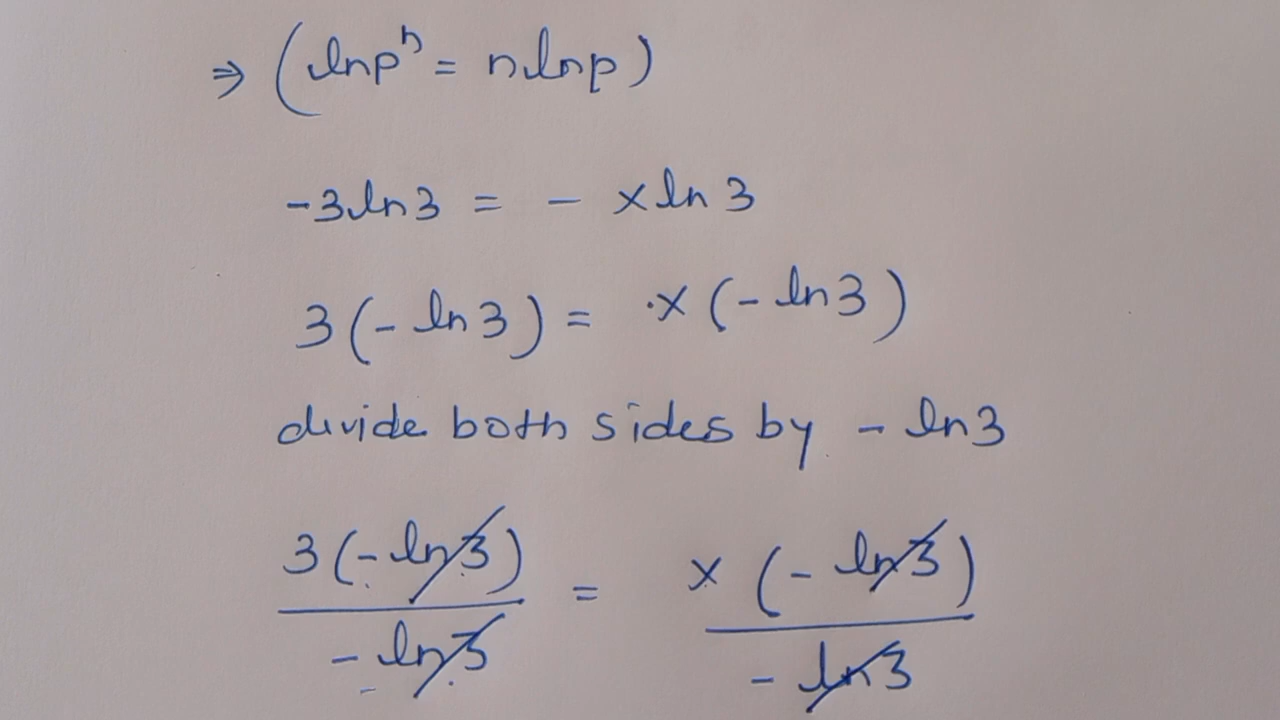 ⇒ (ln pⁿ = n ln p)
-3 ln 3 = - x ln 3
3(- ln 3) = x(- ln 3)
divide both sides by - ln 3
3(- ln 3) / - ln 3 = x(- ln 3) / - ln 3